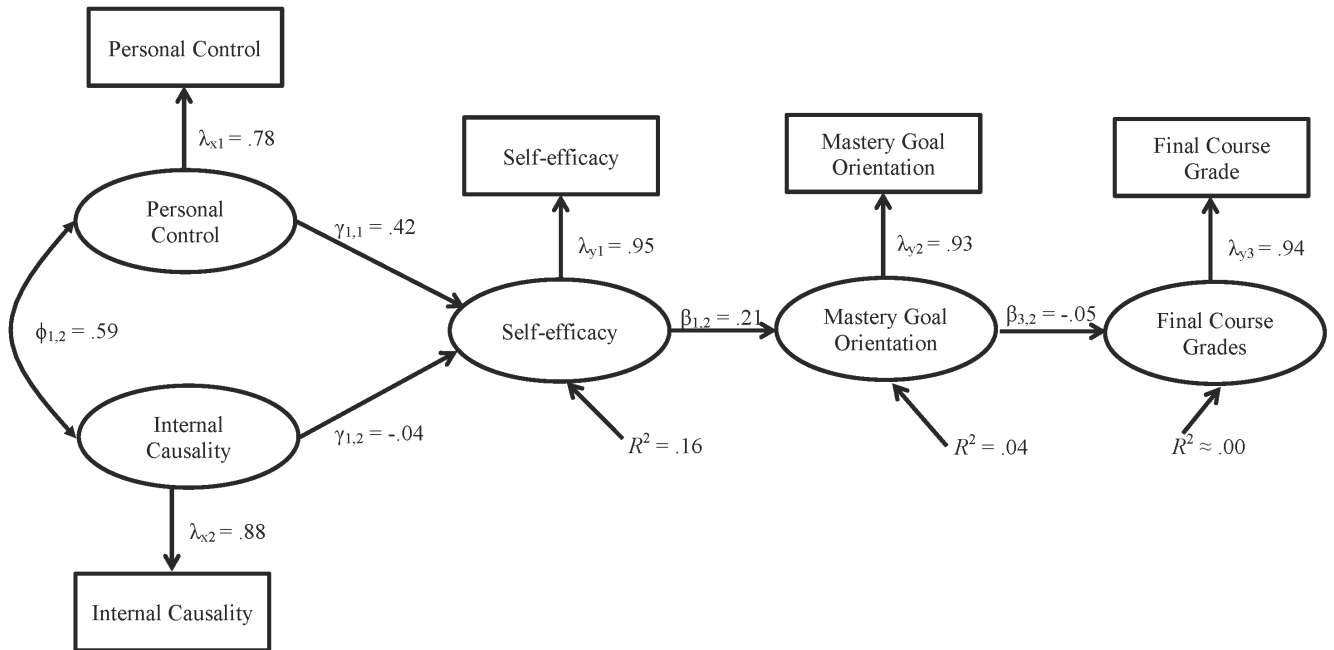 Personal Control
λx1 = .78
Personal
Control
γ1,1 = .42
ϕ1,2 = .59
Internal
Causality
γ1,2 = -.04
λx2 = .88
Internal Causality
Self-efficacy
λy1 = .95
Self-efficacy
β1,2 = .21
R² = .16
Mastery Goal
Orientation
λy2 = .93
Mastery Goal
Orientation
β3,2 = -.05
R² = .04
Final Course
Grade
λy3 = .94
Final Course
Grades
R² ≈ .00